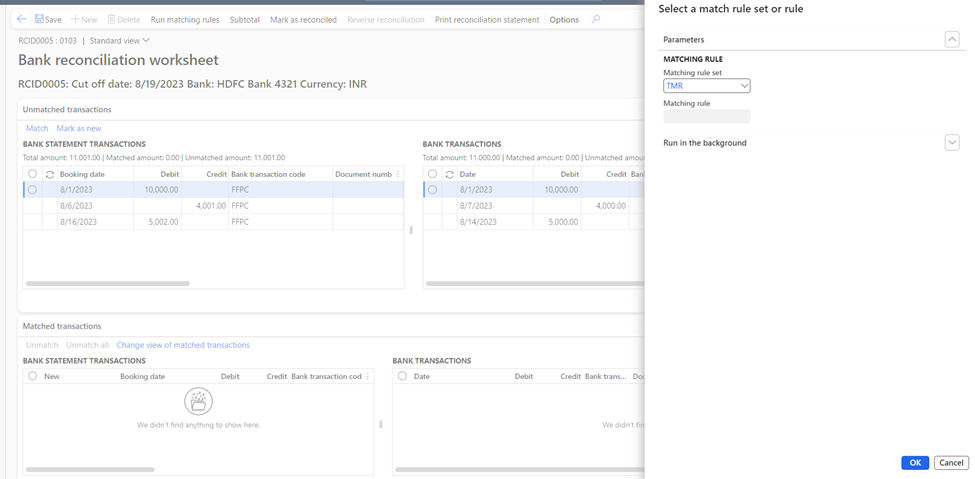 Save New Delete Run matching rules Subtotal Mark as reconciled Reverse reconciliation Print reconciliation statement Options
RCID0005 : 0103 | Standard view
Bank reconciliation worksheet
RCID0005: Cut off date: 8/19/2023 Bank: HDFC Bank 4321 Currency: INR
Unmatched transactions
Match Mark as new
BANK STATEMENT TRANSACTIONS
Total amount: 11,001.00 | Matched amount: 0.00 | Unmatched amount: 11,001.00
Booking date Debit Credit Bank transaction code Document numb
8/1/2023 10,000.00 FFPC
8/6/2023 4,001.00 FFPC
8/16/2023 5,002.00 FFPC
BANK TRANSACTIONS
Total amount: 11,000.00 | Matched amount: 0.00 | Unmatched amou
Date Debit Credit Ban
8/1/2023 10,000.00
8/7/2023 4,000.00
8/14/2023 5,000.00
Matched transactions
Unmatch Unmatch all Change view of matched transactions
BANK STATEMENT TRANSACTIONS
New Booking date Debit Credit Bank transaction cod
We didn't find anything to show here.
BANK TRANSACTIONS
Date Debit Credit Bank trans... Doc
We didn't fin
Select a match rule set or rule
Parameters
MATCHING RULE
Matching rule set
TMR
Matching rule
Run in the background
OK Cancel